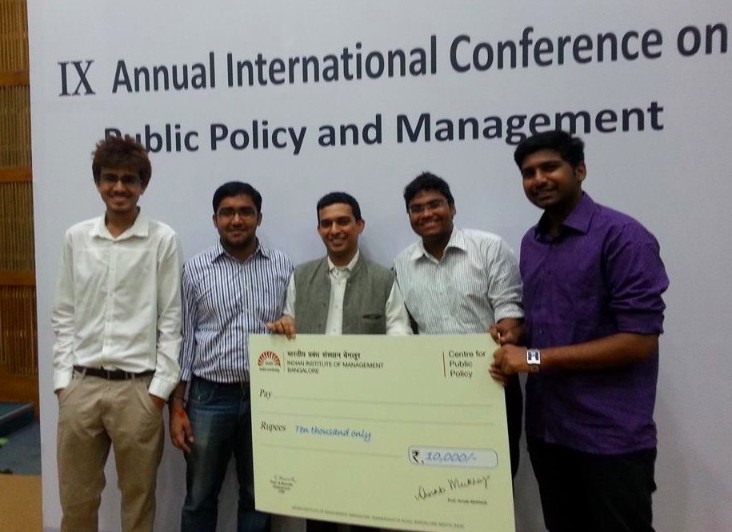 IX Annual International Conference on
Public Policy and Management
भारतीय प्रबंध संस्थान बेंगलूर
INDIAN INSTITUTE OF MANAGEMENT
BANGALORE
Centre for
Public
Policy
Pay
Rupees Ten thousand only
₹. 10,000/-